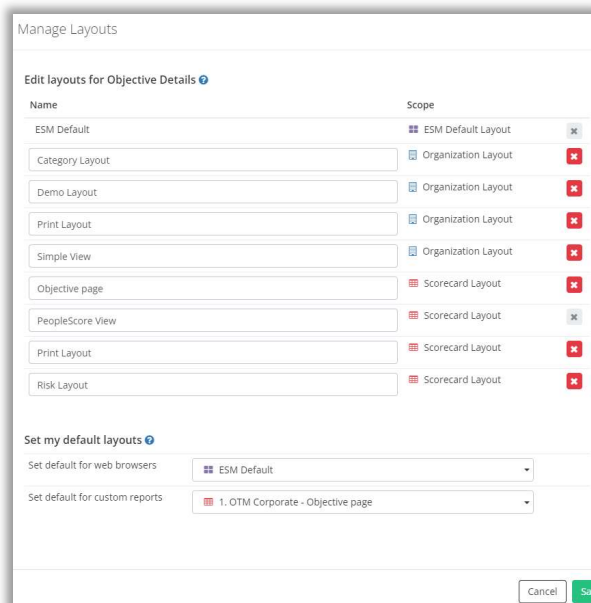 Manage Layouts
Edit layouts for Objective Details
Name Scope
ESM Default ESM Default Layout
Category Layout Organization Layout
Demo Layout Organization Layout
Print Layout Organization Layout
Simple View Organization Layout
Objective page Scorecard Layout
PeopleScore View Scorecard Layout
Print Layout Scorecard Layout
Risk Layout Scorecard Layout
Set my default layouts
Set default for web browsers ESM Default
Set default for custom reports 1. OTM Corporate - Objective page
Cancel